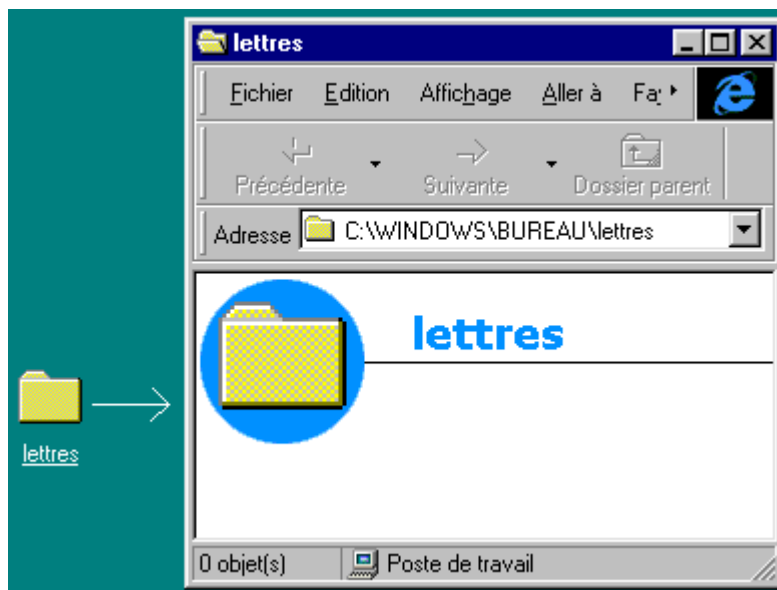 lettres
Fichier Edition Affichage Aller à
Précédente Suivante Dossier parent
Adresse C:\WINDOWS\BUREAU\lettres
lettres
lettres
0 objet(s) Poste de travail